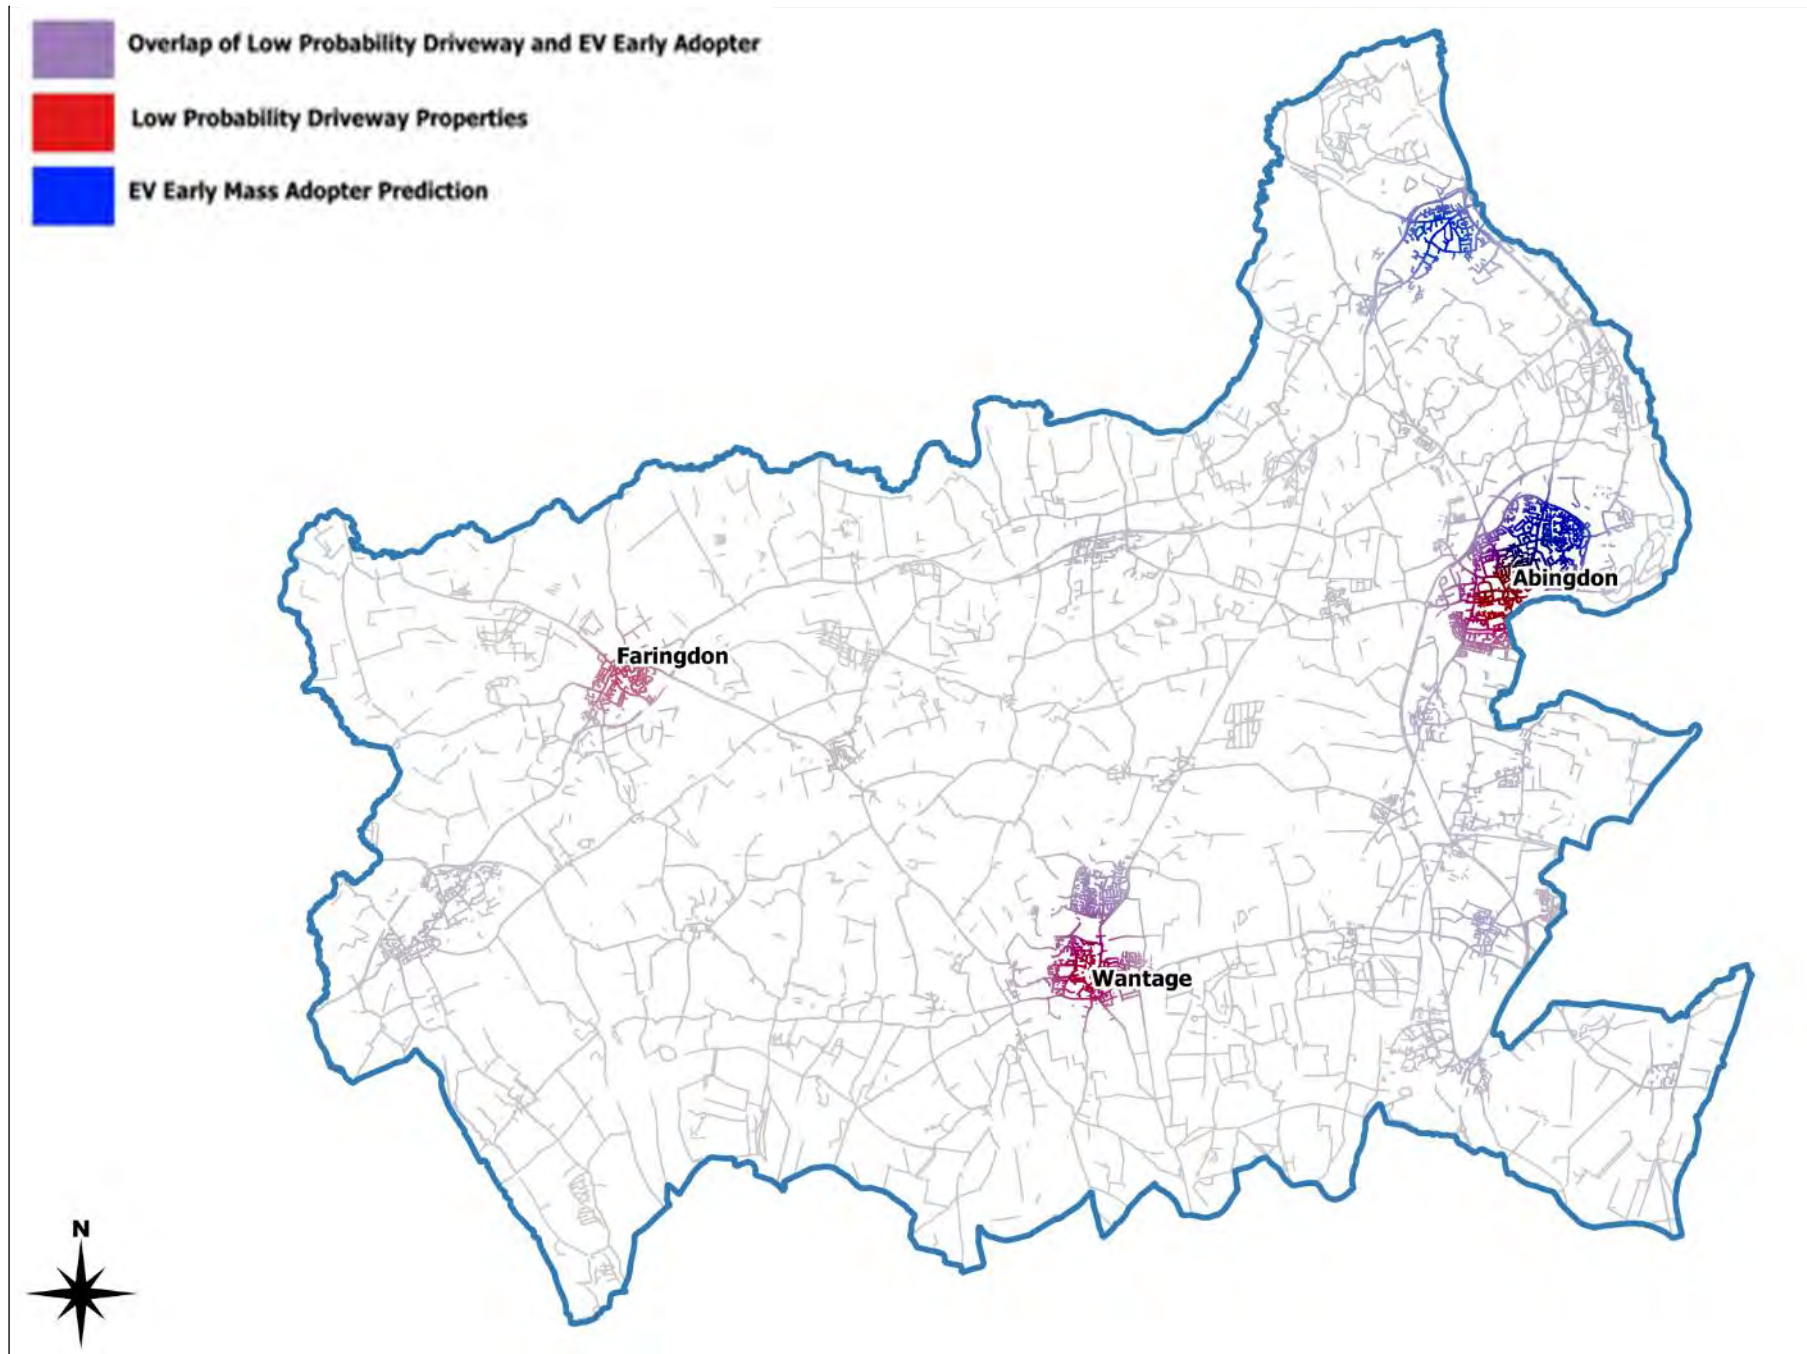 Overlap of Low Probability Driveway and EV Early Adopter
Low Probability Driveway Properties
EV Early Mass Adopter Prediction
Abingdon
Faringdon
Wantage
N